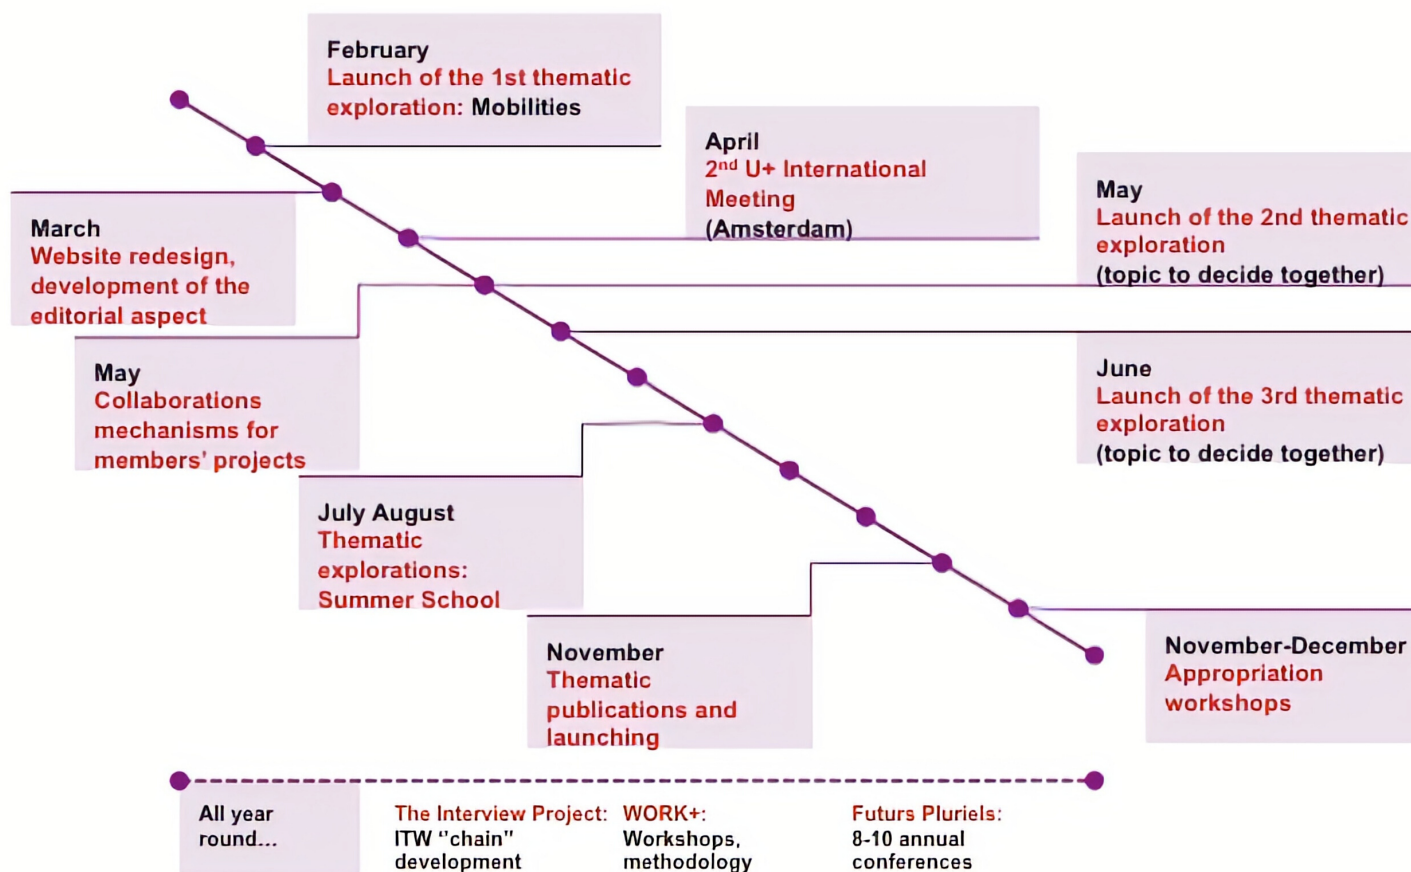 February
Launch of the 1st thematic
exploration: Mobilities
April
2nd U+ International
Meeting
(Amsterdam)
May
Launch of the 2nd thematic
exploration
(topic to decide together)
March
Website redesign,
development of the
editorial aspect
May
Collaborations
mechanisms for
members' projects
June
Launch of the 3rd thematic
exploration
(topic to decide together)
July August
Thematic
explorations:
Summer School
November
Thematic
publications and
launching
November-December
Appropriation
workshops
All year
round...
The Interview Project:
ITW "chain"
development
WORK+:
Workshops,
methodology
Futurs Pluriels:
8-10 annual
conferences